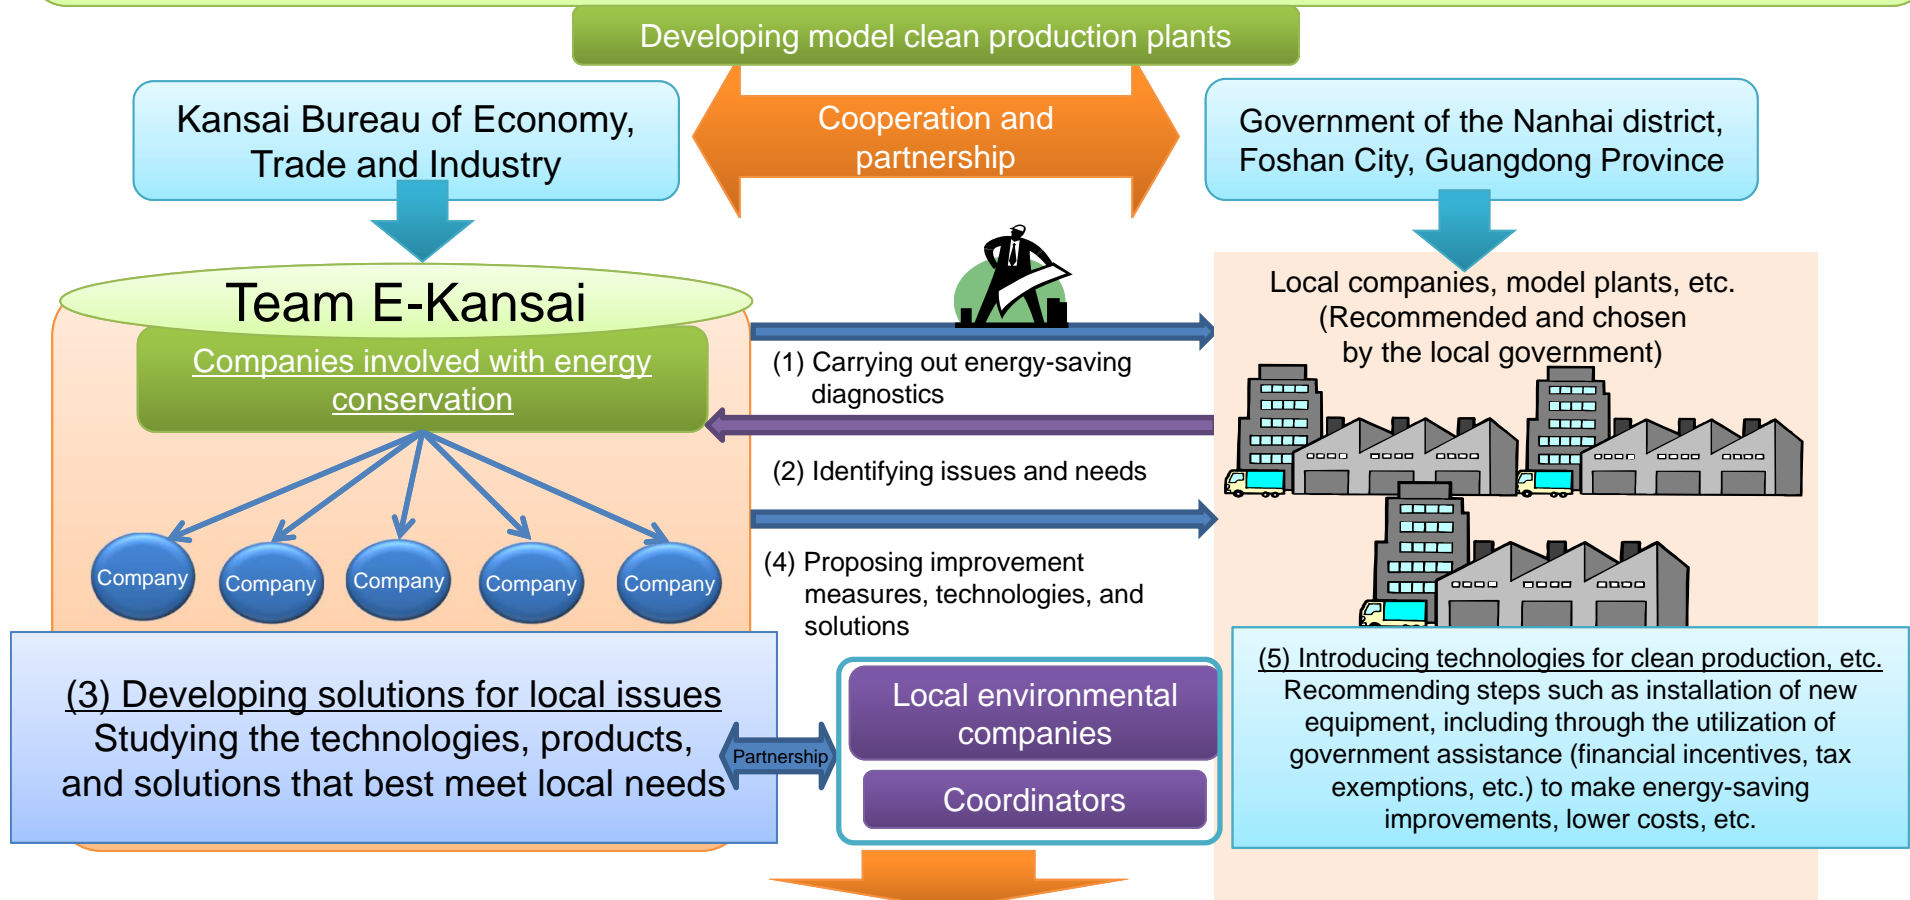 Developing model clean production plants
Kansai Bureau of Economy,
Trade and Industry
Cooperation and
partnership
Government of the Nanhai district,
Foshan City, Guangdong Province
Team E-Kansai
Companies involved with energy
conservation
Company
Company
Company
Company
Company
(1) Carrying out energy-saving
diagnostics
(2) Identifying issues and needs
(4) Proposing improvement
measures, technologies, and
solutions
Local companies, model plants, etc.
(Recommended and chosen
by the local government)
(3) Developing solutions for local issues
Studying the technologies, products,
and solutions that best meet local needs
Partnership
Local environmental
companies
Coordinators
(5) Introducing technologies for clean production, etc.
Recommending steps such as installation of new
equipment, including through the utilization of
government assistance (financial incentives, tax
exemptions, etc.) to make energy-saving
improvements, lower costs, etc.